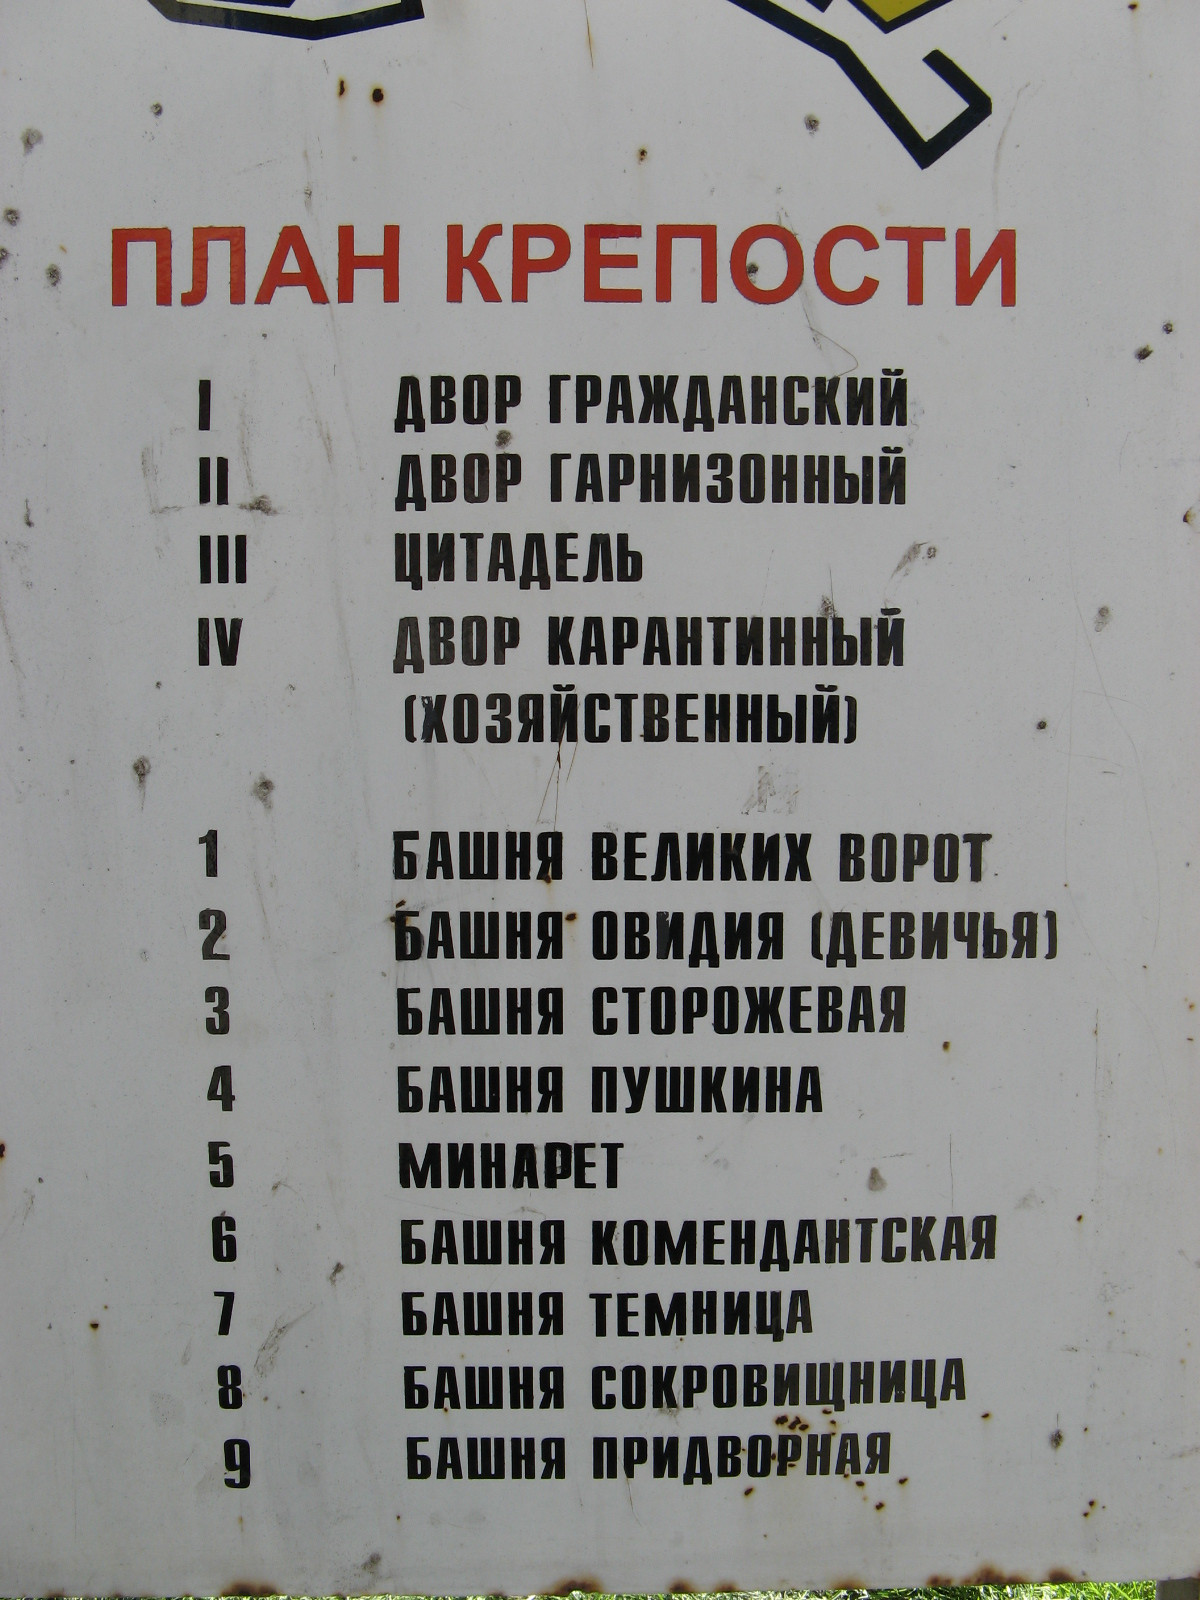 ПЛАН КРЕПОСТИ
I ДВОР ГРАЖДАНСКИЙ
II ДВОР ГАРНИЗОННЫЙ
III ЦИТАДЕЛЬ
IV ДВОР КАРАНТИННЫЙ
(ХОЗЯЙСТВЕННЫЙ)
1 БАШНЯ ВЕЛИКИХ ВОРОТ
2 БАШНЯ ОВИДИЯ (ДЕВИЧЬЯ)
3 БАШНЯ СТОРОЖЕВАЯ
4 БАШНЯ ПУШКИНА
5 МИНАРЕТ
6 БАШНЯ КОМЕНДАНТСКАЯ
7 БАШНЯ ТЕМНИЦА
8 БАШНЯ СОКРОВИЩНИЦА
9 БАШНЯ ПРИДВОРНАЯ